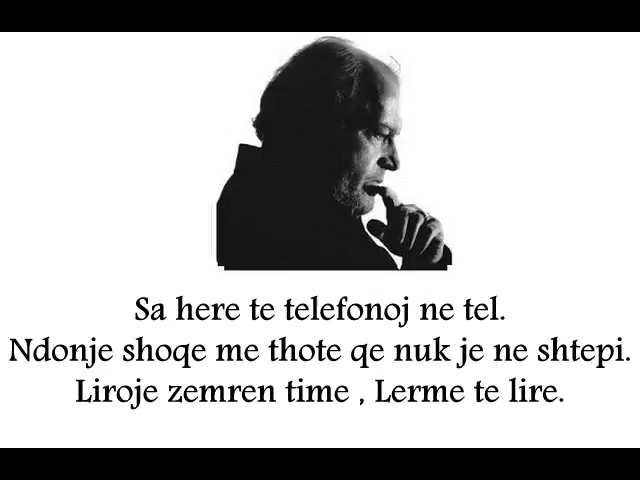 Sa here te telefonoj ne tel.
Ndonje shoqe me thote qe nuk je ne shtepi.
Liroje zemren time , Lerme te lire.